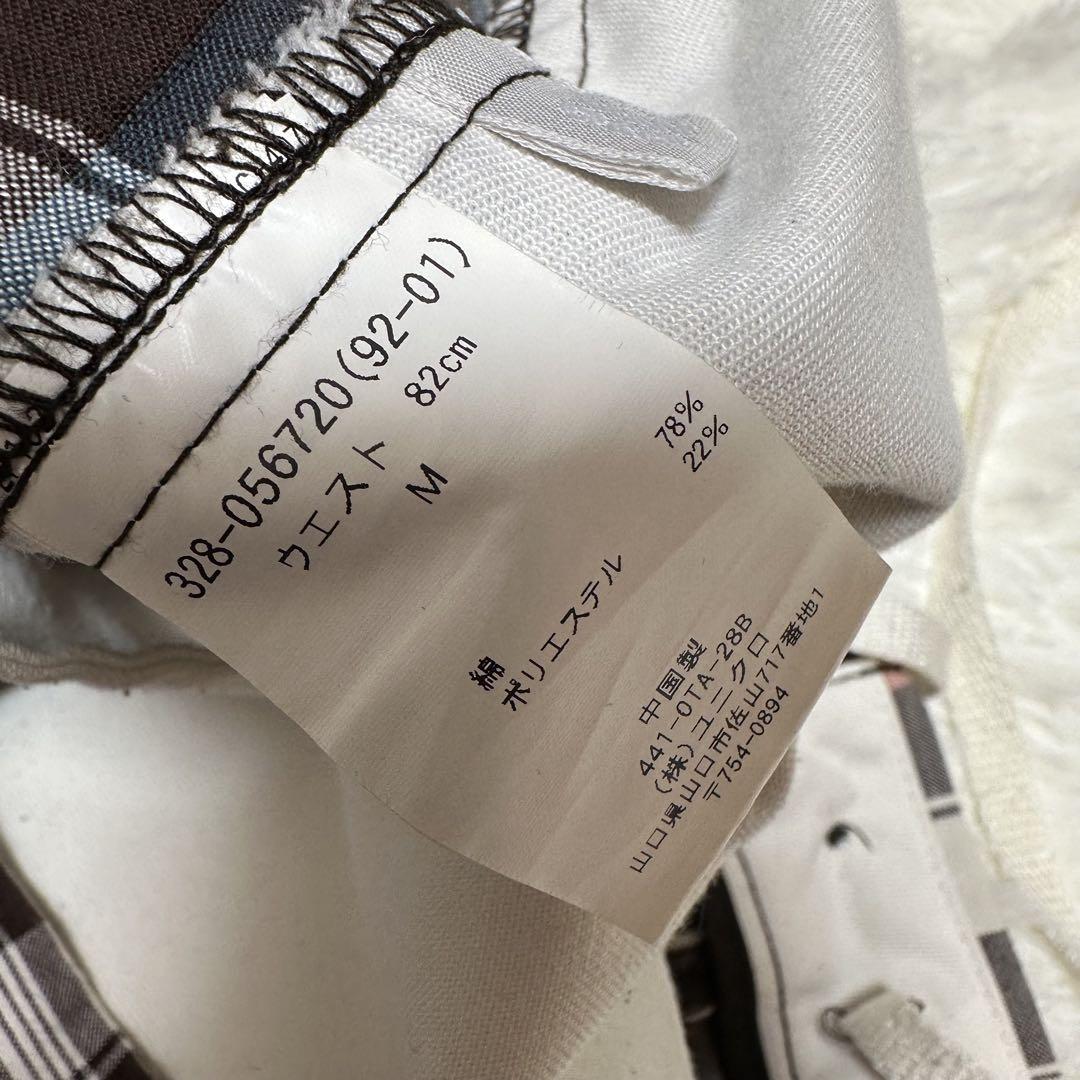 328-056720(92-01)
ウエスト 82cm
M
綿 78%
ポリエステル 22%
中国製
441-0TA-28B
(株)ユニクロ
山口県山口市佐山717番地1
〒754-0894